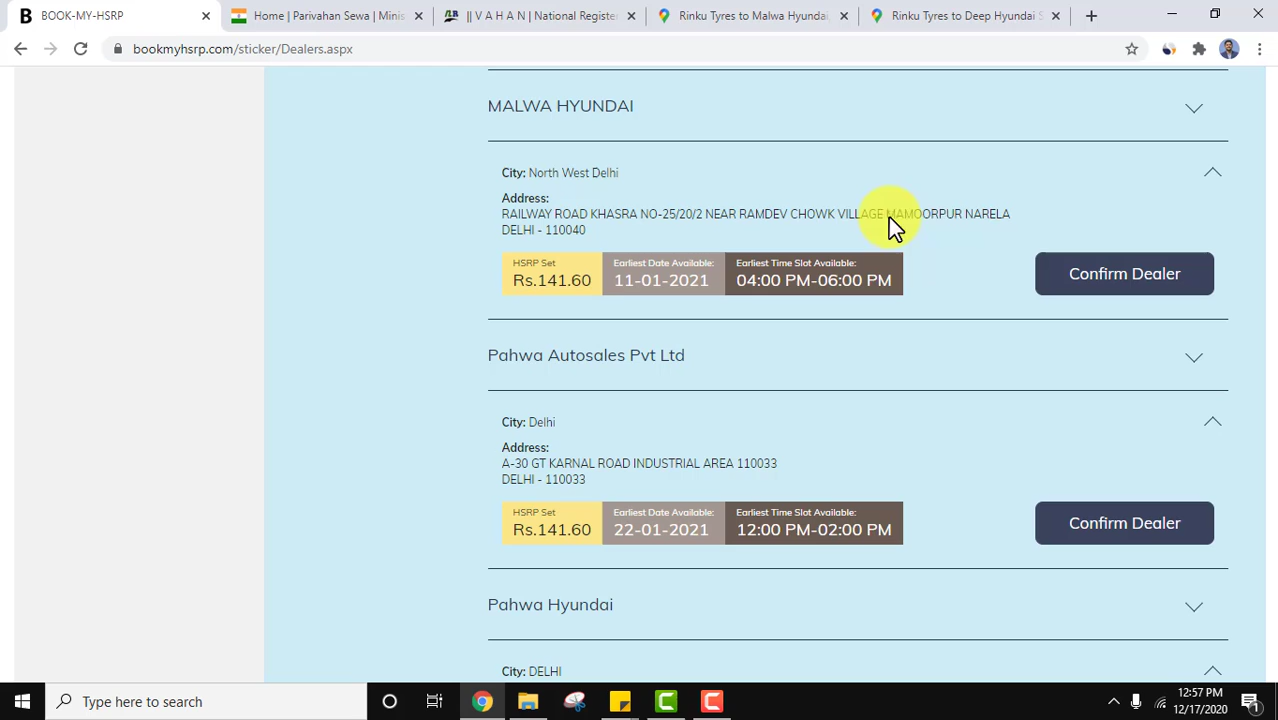 BOOK-MY-HSRP
Home | Parivahan Sewa | Minis
|| V A H A N | National Register
Rinku Tyres to Malwa Hyundai,
Rinku Tyres to Deep Hyundai S
bookmyhsrp.com/sticker/Dealers.aspx
MALWA HYUNDAI
City: North West Delhi
Address:
RAILWAY ROAD KHASRA NO-25/20/2 NEAR RAMDEV CHOWK VILLAGE MAMOORPUR NARELA
DELHI - 110040
HSRP Set
Rs.141.60
Earliest Date Available:
11-01-2021
Earliest Time Slot Available:
04:00 PM-06:00 PM
Confirm Dealer
Pahwa Autosales Pvt Ltd
City: Delhi
Address:
A-30 GT KARNAL ROAD INDUSTRIAL AREA 110033
DELHI - 110033
HSRP Set
Rs.141.60
Earliest Date Available:
22-01-2021
Earliest Time Slot Available:
12:00 PM-02:00 PM
Confirm Dealer
Pahwa Hyundai
City: DELHI
Type here to search
12:57 PM
12/17/2020